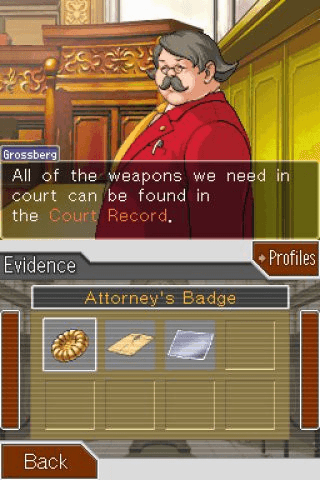 Grossberg
All of the weapons we need in
court can be found in
the Court Record.
Evidence
Profiles
Attorney's Badge
Back